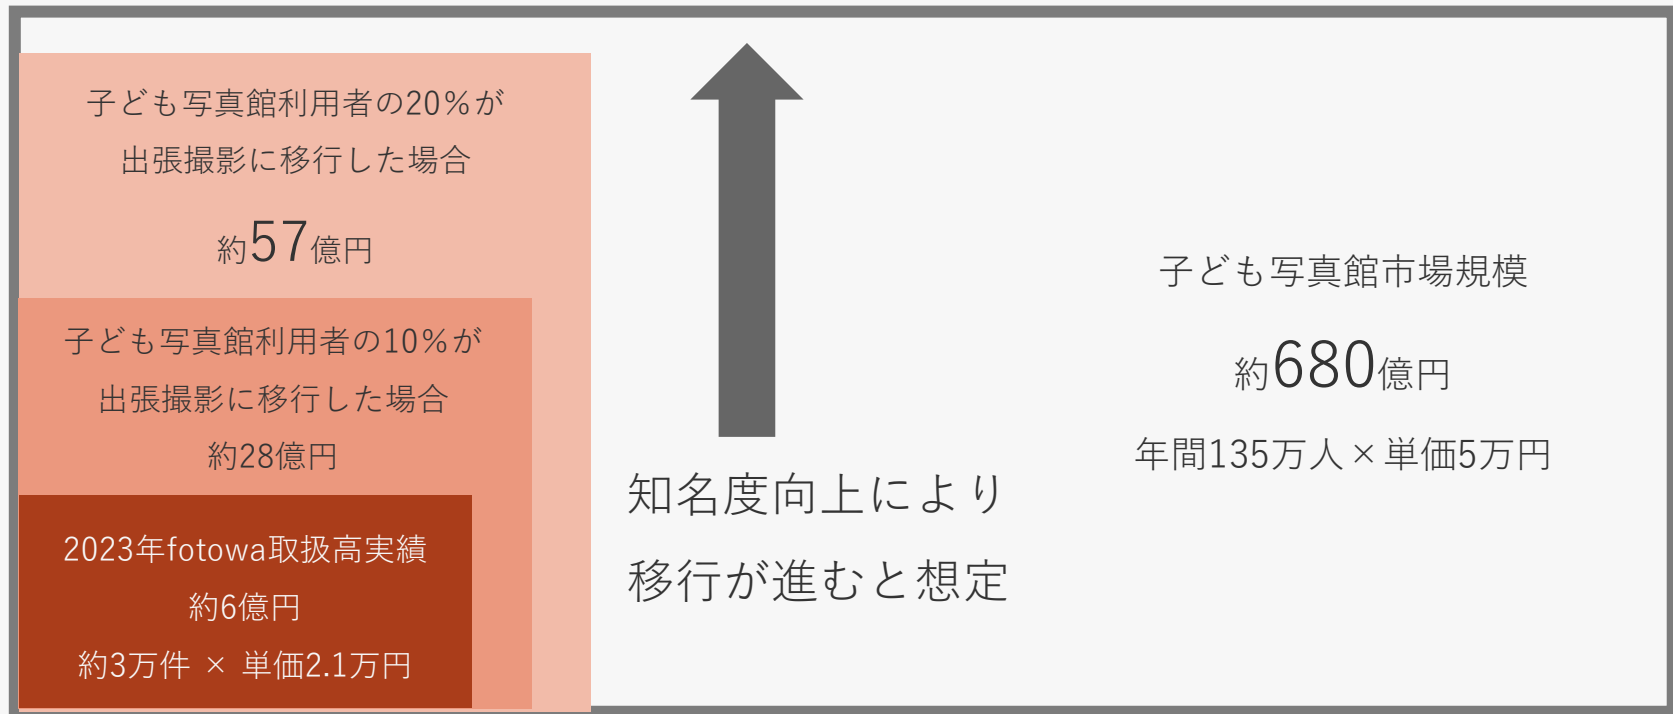 子ども写真館利用者の20％が
出張撮影に移行した場合
約57億円
子ども写真館利用者の10％が
出張撮影に移行した場合
約28億円
2023年fotowa取扱高実績
約6億円
約3万件 × 単価2.1万円
知名度向上により
移行が進むと想定
子ども写真館市場規模
約680億円
年間135万人×単価5万円